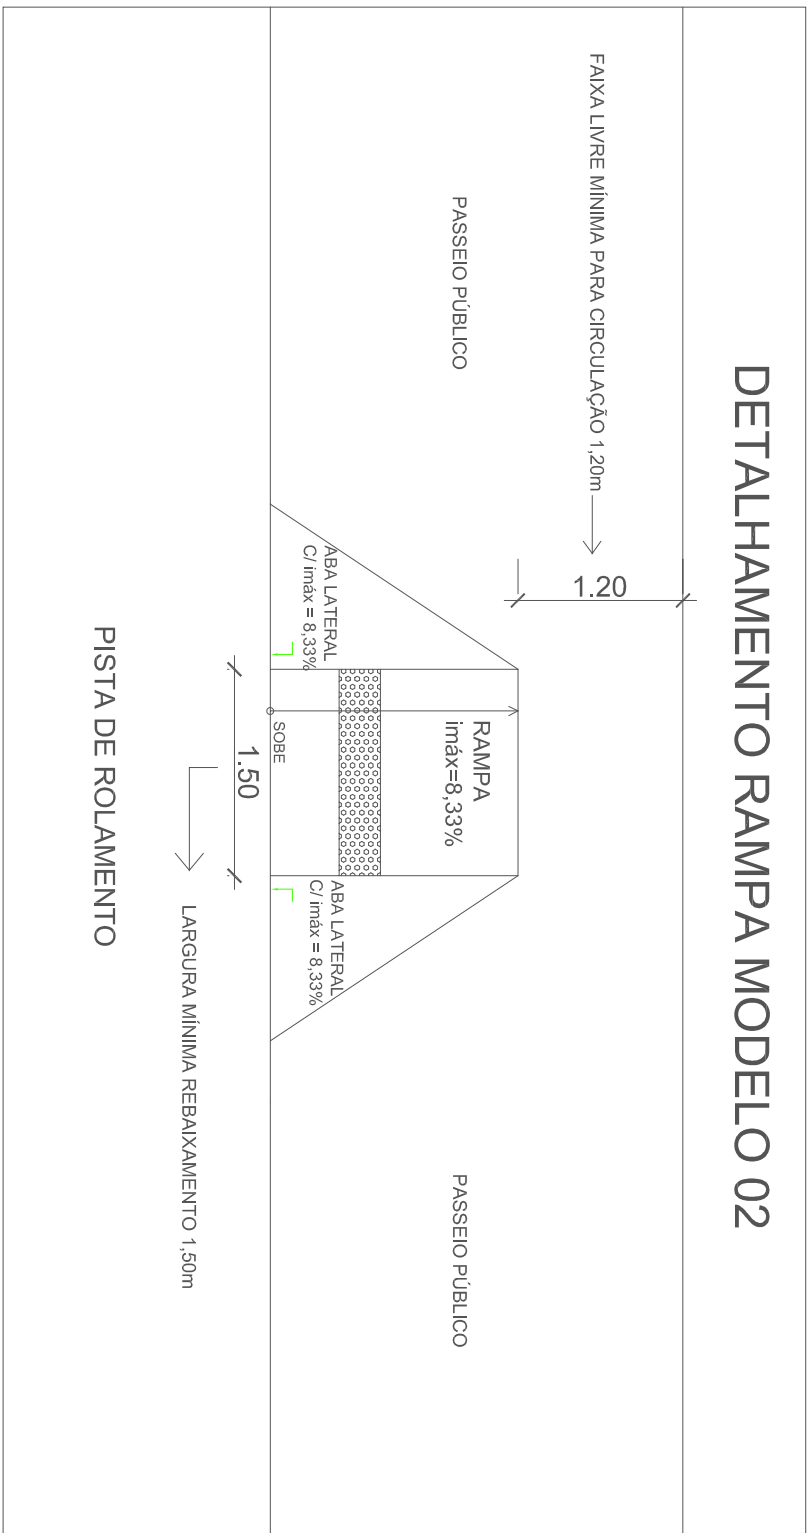 DETALHAMENTO RAMPA MODELO 02
FAIXA LIVRE MÍNIMA PARA CIRCULAÇÃO 1,20m
1.20
PASSEIO PÚBLICO
RAMPA
imáx=8,33%
PASSEIO PÚBLICO
ABA LATERAL
C/ imáx = 8,33%
SOBE
ABA LATERAL
C/ imáx = 8,33%
1.50
LARGURA MÍNIMA REBAIXAMENTO 1,50m
PISTA DE ROLAMENTO